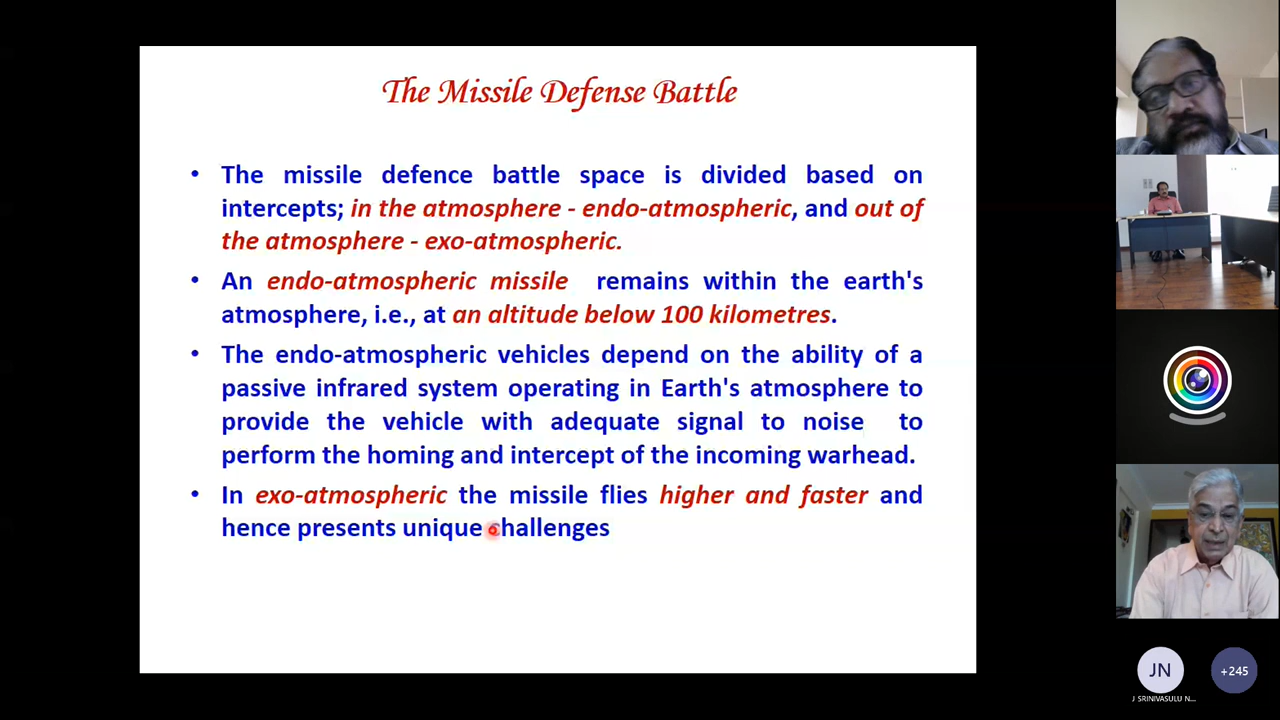 The Missile Defense Battle
• The missile defence battle space is divided based on
intercepts; in the atmosphere - endo-atmospheric, and out of
the atmosphere - exo-atmospheric.
• An endo-atmospheric missile remains within the earth's
atmosphere, i.e., at an altitude below 100 kilometres.
• The endo-atmospheric vehicles depend on the ability of a
passive infrared system operating in Earth's atmosphere to
provide the vehicle with adequate signal to noise to
perform the homing and intercept of the incoming warhead.
• In exo-atmospheric the missile flies higher and faster and
hence presents unique challenges
JN
+245
J SRINIVASULU N...